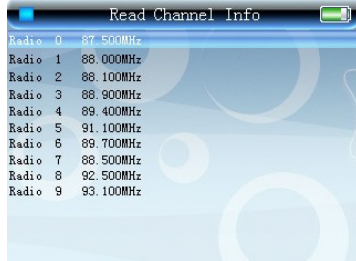 Read Channel Info
Radio 0 87.500MHz
Radio 1 88.000MHz
Radio 2 88.100MHz
Radio 3 88.900MHz
Radio 4 89.400MHz
Radio 5 91.100MHz
Radio 6 89.700MHz
Radio 7 88.500MHz
Radio 8 92.500MHz
Radio 9 93.100MHz